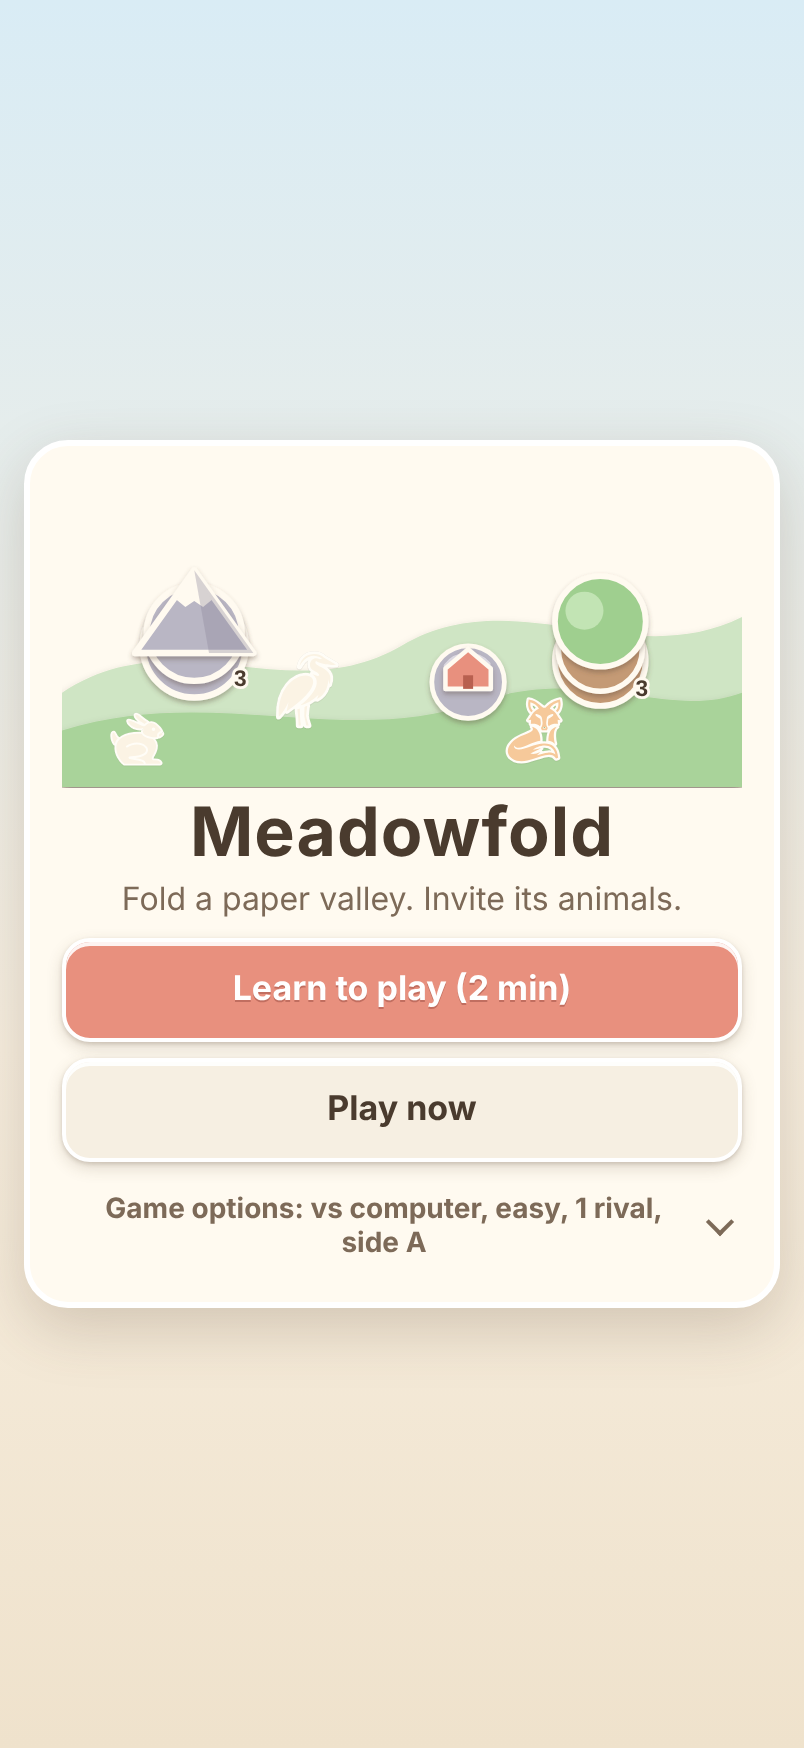 3
3
Meadowfold
Fold a paper valley. Invite its animals.
Learn to play (2 min)
Play now
Game options: vs computer, easy, 1 rival,
side A